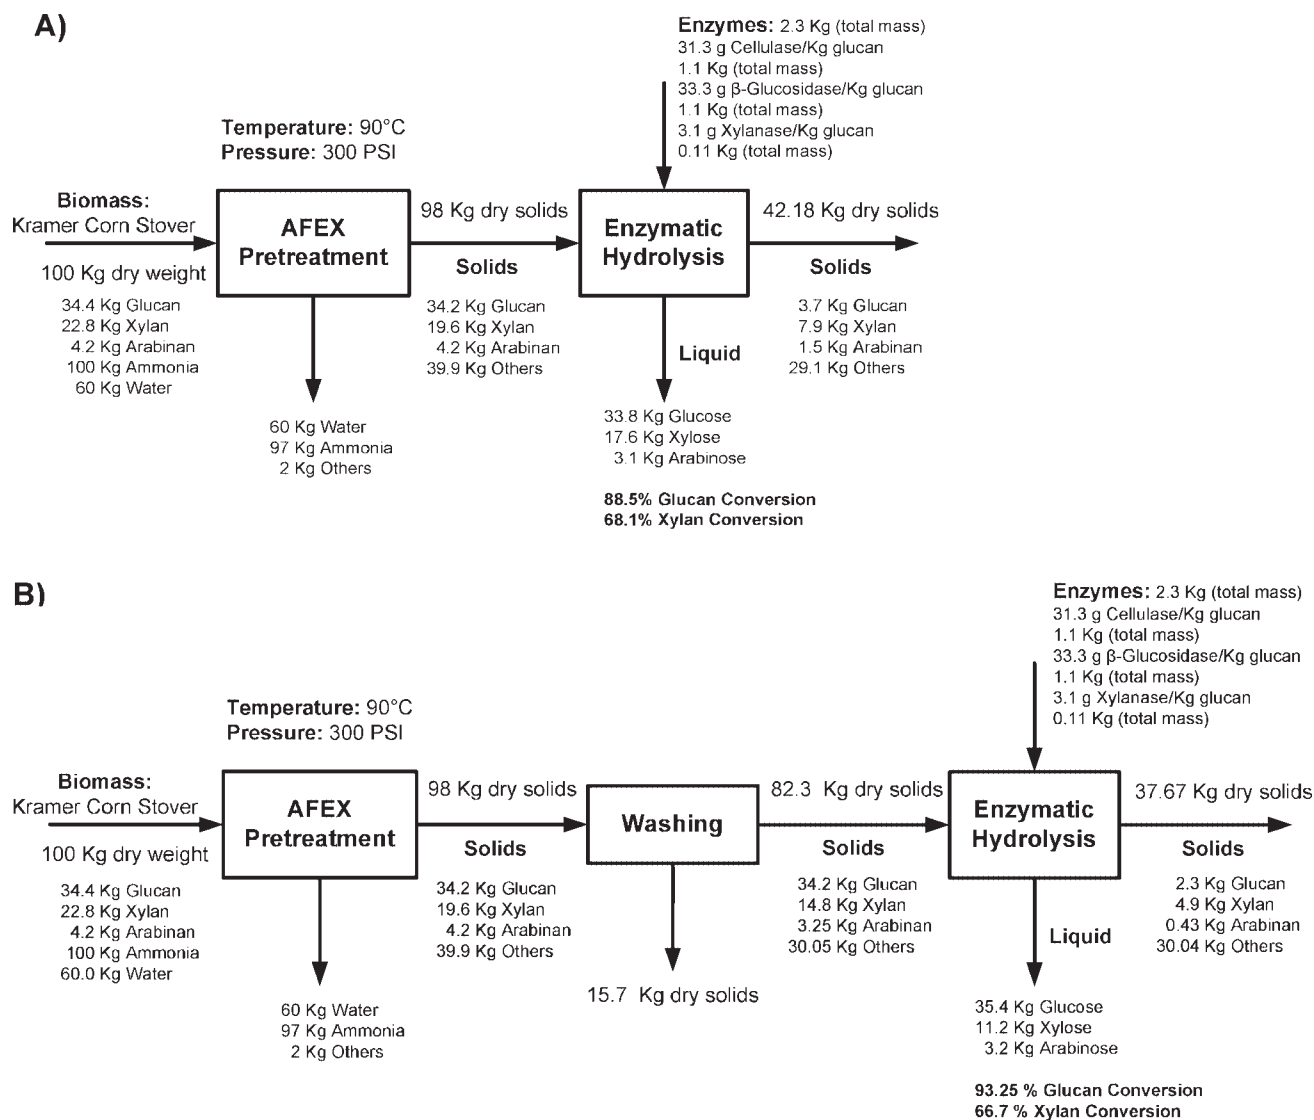 A)
Enzymes: 2.3 Kg (total mass)
31.3 g Cellulase/Kg glucan
1.1 Kg (total mass)
33.3 g β-Glucosidase/Kg glucan
1.1 Kg (total mass)
3.1 g Xylanase/Kg glucan
0.11 Kg (total mass)
Temperature: 90°C
Pressure: 300 PSI
Biomass:
Kramer Corn Stover
100 Kg dry weight
34.4 Kg Glucan
22.8 Kg Xylan
4.2 Kg Arabinan
100 Kg Ammonia
60 Kg Water
AFEX
Pretreatment
60 Kg Water
97 Kg Ammonia
2 Kg Others
98 Kg dry solids
Solids
34.2 Kg Glucan
19.6 Kg Xylan
4.2 Kg Arabinan
39.9 Kg Others
Enzymatic
Hydrolysis
Liquid
33.8 Kg Glucose
17.6 Kg Xylose
3.1 Kg Arabinose
88.5% Glucan Conversion
68.1% Xylan Conversion
42.18 Kg dry solids
Solids
3.7 Kg Glucan
7.9 Kg Xylan
1.5 Kg Arabinan
29.1 Kg Others
B)
Enzymes: 2.3 Kg (total mass)
31.3 g Cellulase/Kg glucan
1.1 Kg (total mass)
33.3 g β-Glucosidase/Kg glucan
1.1 Kg (total mass)
3.1 g Xylanase/Kg glucan
0.11 Kg (total mass)
Temperature: 90°C
Pressure: 300 PSI
Biomass:
Kramer Corn Stover
100 Kg dry weight
34.4 Kg Glucan
22.8 Kg Xylan
4.2 Kg Arabinan
100 Kg Ammonia
60.0 Kg Water
AFEX
Pretreatment
60 Kg Water
97 Kg Ammonia
2 Kg Others
98 Kg dry solids
Solids
34.2 Kg Glucan
19.6 Kg Xylan
4.2 Kg Arabinan
39.9 Kg Others
Washing
15.7 Kg dry solids
82.3 Kg dry solids
Solids
34.2 Kg Glucan
14.8 Kg Xylan
3.25 Kg Arabinan
30.05 Kg Others
Enzymatic
Hydrolysis
Liquid
35.4 Kg Glucose
11.2 Kg Xylose
3.2 Kg Arabinose
93.25 % Glucan Conversion
66.7 % Xylan Conversion
37.67 Kg dry solids
Solids
2.3 Kg Glucan
4.9 Kg Xylan
0.43 Kg Arabinan
30.04 Kg Others